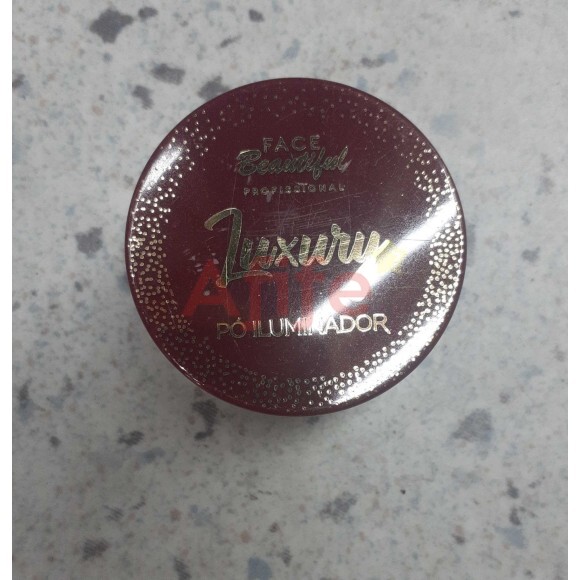 FACE
Beautiful
PROFISSIONAL
Luxury
Afife
PÓ ILUMINADOR